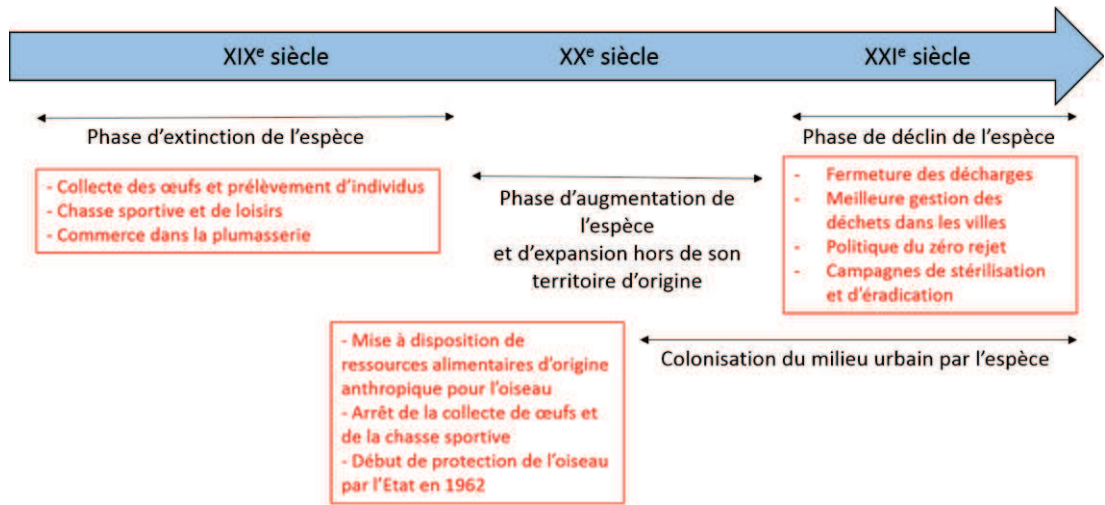 XIXe siècle
XXe siècle
XXIe siècle
Phase d'extinction de l'espèce
- Collecte des œufs et prélèvement d'individus
- Chasse sportive et de loisirs
- Commerce dans la plumasserie
Phase d'augmentation de
l'espèce
et d'expansion hors de son
territoire d'origine
Phase de déclin de l'espèce
- Fermeture des décharges
- Meilleure gestion des
déchets dans les villes
- Politique du zéro rejet
- Campagnes de stérilisation
et d'éradication
- Mise à disposition de
ressources alimentaires d'origine
anthropique pour l'oiseau
- Arrêt de la collecte de œufs et
de la chasse sportive
- Début de protection de l'oiseau
par l'Etat en 1962
Colonisation du milieu urbain par l'espèce